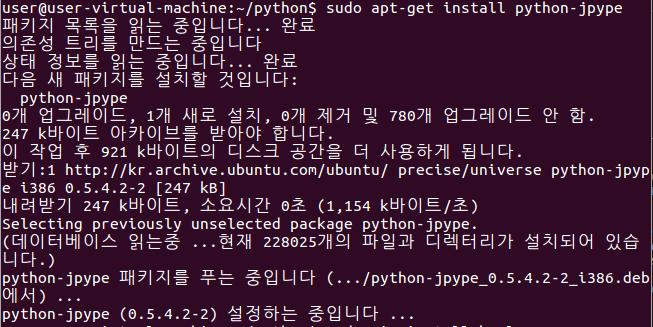 user@user-virtual-machine:~/python$ sudo apt-get install python-jpype
패키지 목록을 읽는 중입니다... 완료
의존성 트리를 만드는 중입니다
상태 정보를 읽는 중입니다... 완료
다음 새 패키지를 설치할 것입니다:
  python-jpype
0개 업그레이드, 1개 새로 설치, 0개 제거 및 780개 업그레이드 안 함.
247 k바이트 아카이브를 받아야 합니다.
이 작업 후 921 k바이트의 디스크 공간을 더 사용하게 됩니다.
받기:1 http://kr.archive.ubuntu.com/ubuntu/ precise/universe python-jpyp
e i386 0.5.4.2-2 [247 kB]
내려받기 247 k바이트, 소요시간 0초 (1,154 k바이트/초)
Selecting previously unselected package python-jpype.
(데이터베이스 읽는중 ...현재 228025개의 파일과 디렉터리가 설치되어 있습
니다.)
python-jpype 패키지를 푸는 중입니다 (.../python-jpype_0.5.4.2-2_i386.deb
에서) ...
python-jpype (0.5.4.2-2) 설정하는 중입니다 ...